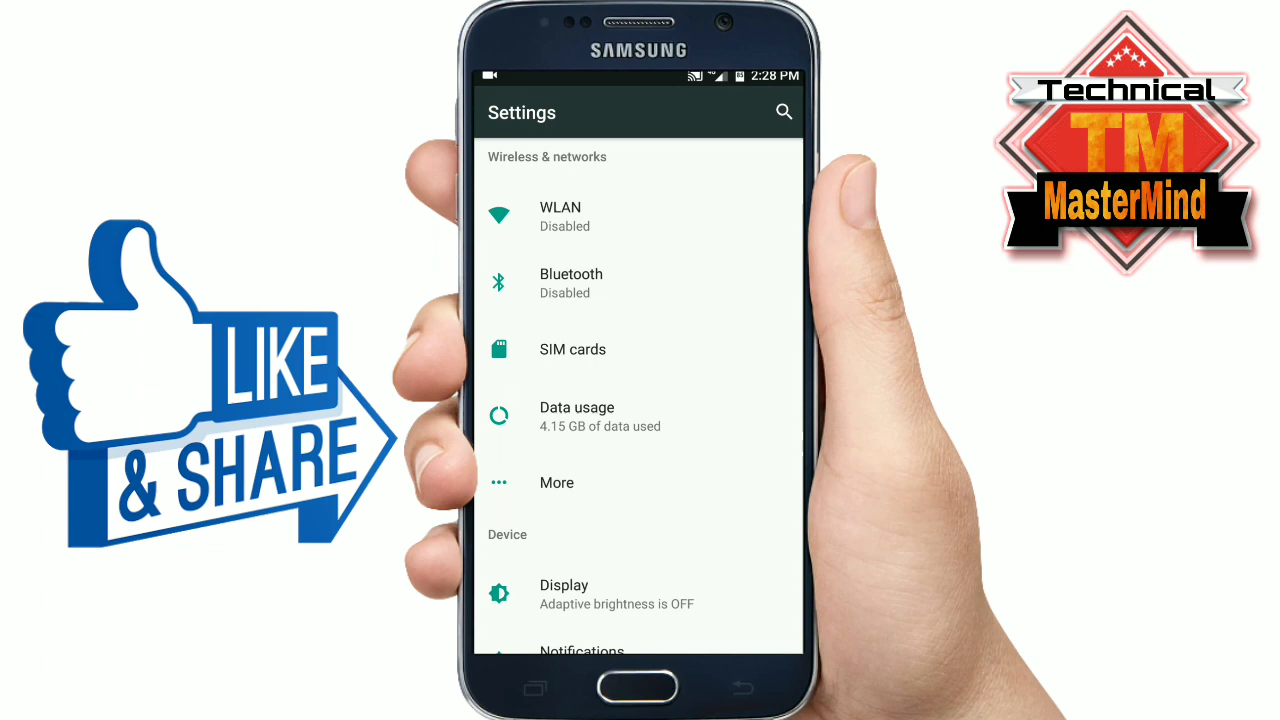 SAMSUNG
2:28 PM
Settings
Wireless & networks
WLAN
Disabled
Bluetooth
Disabled
SIM cards
Data usage
4.15 GB of data used
More
Device
Display
Adaptive brightness is OFF
Notifications
LIKE
& SHARE
Technical
TM
MasterMind